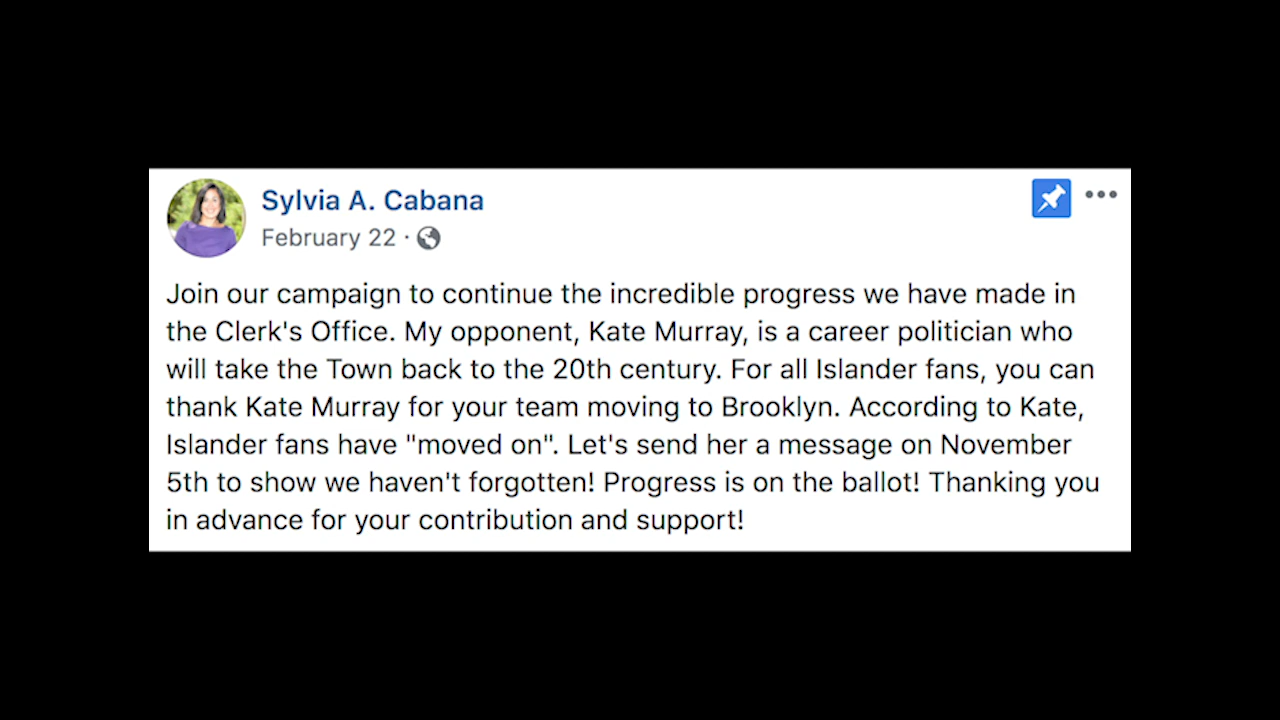 Sylvia A. Cabana
February 22 ·
Join our campaign to continue the incredible progress we have made in
the Clerk's Office. My opponent, Kate Murray, is a career politician who
will take the Town back to the 20th century. For all Islander fans, you can
thank Kate Murray for your team moving to Brooklyn. According to Kate,
Islander fans have "moved on". Let's send her a message on November
5th to show we haven't forgotten! Progress is on the ballot! Thanking you
in advance for your contribution and support!